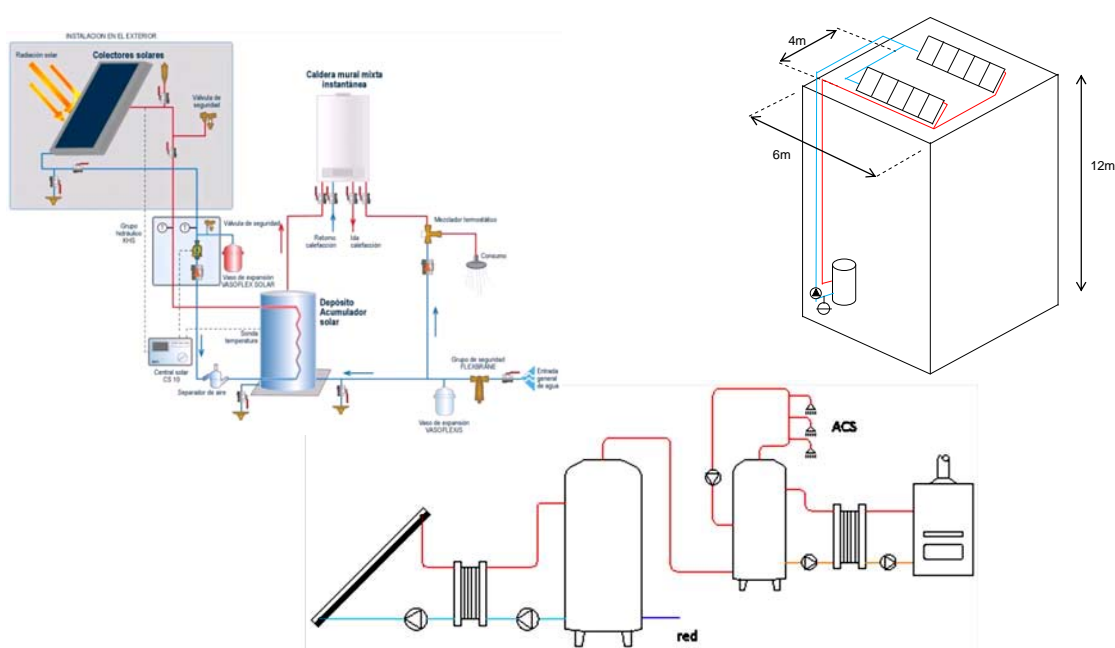 INSTALACION EN EL EXTERIOR
Radiación solar
Colectores solares
Válvula de
seguridad
Caldera mural mixta
instantánea
Grupo
hidráulico
KHS
Válvula de seguridad
T
T
Vaso de expansión
VASOFLEX SOLAR
Retorno
calefacción
Ida
calefacción
Mezclador termostático
Consumo
Depósito
Acumulador
solar
Sonda
temperatura
Central solar
CS 10
Separador de aire
Grupo de seguridad
FLEXBRANE
Entrada
general
de agua
Vaso de expansión
VASOFLEXIS
4m
6m
12m
ACS
red